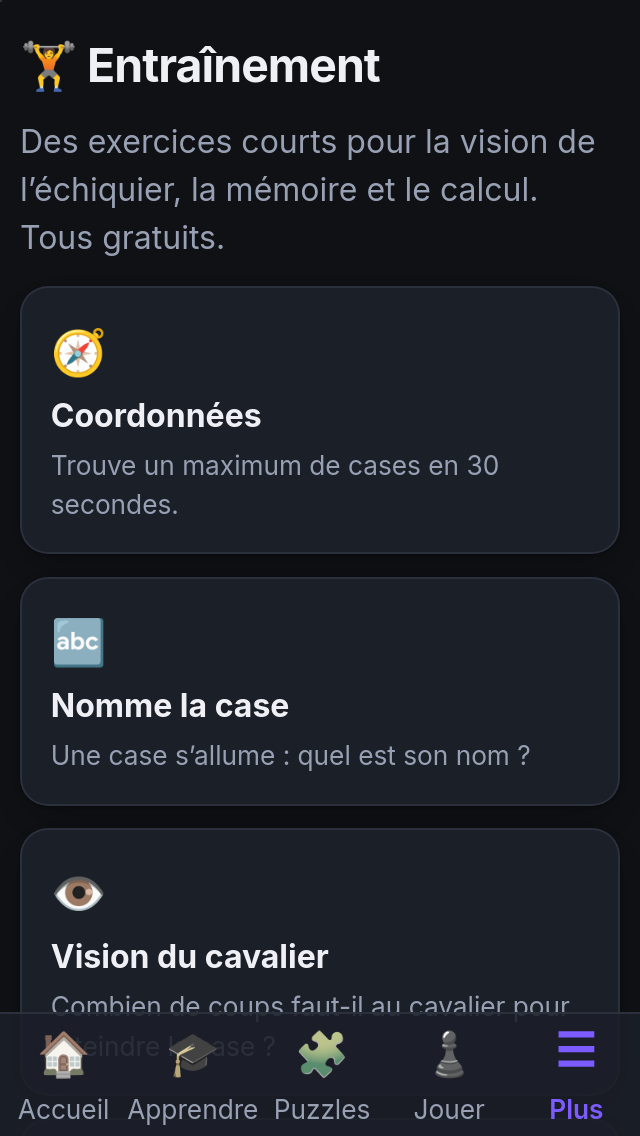 Entraînement
Des exercices courts pour la vision de
l’échiquier, la mémoire et le calcul.
Tous gratuits.
Coordonnées
Trouve un maximum de cases en 30
secondes.
abc
Nomme la case
Une case s’allume : quel est son nom ?
Vision du cavalier
Combien de coups faut-il au cavalier pour
ase ?
Accueil Apprendre Puzzles Jouer Plus